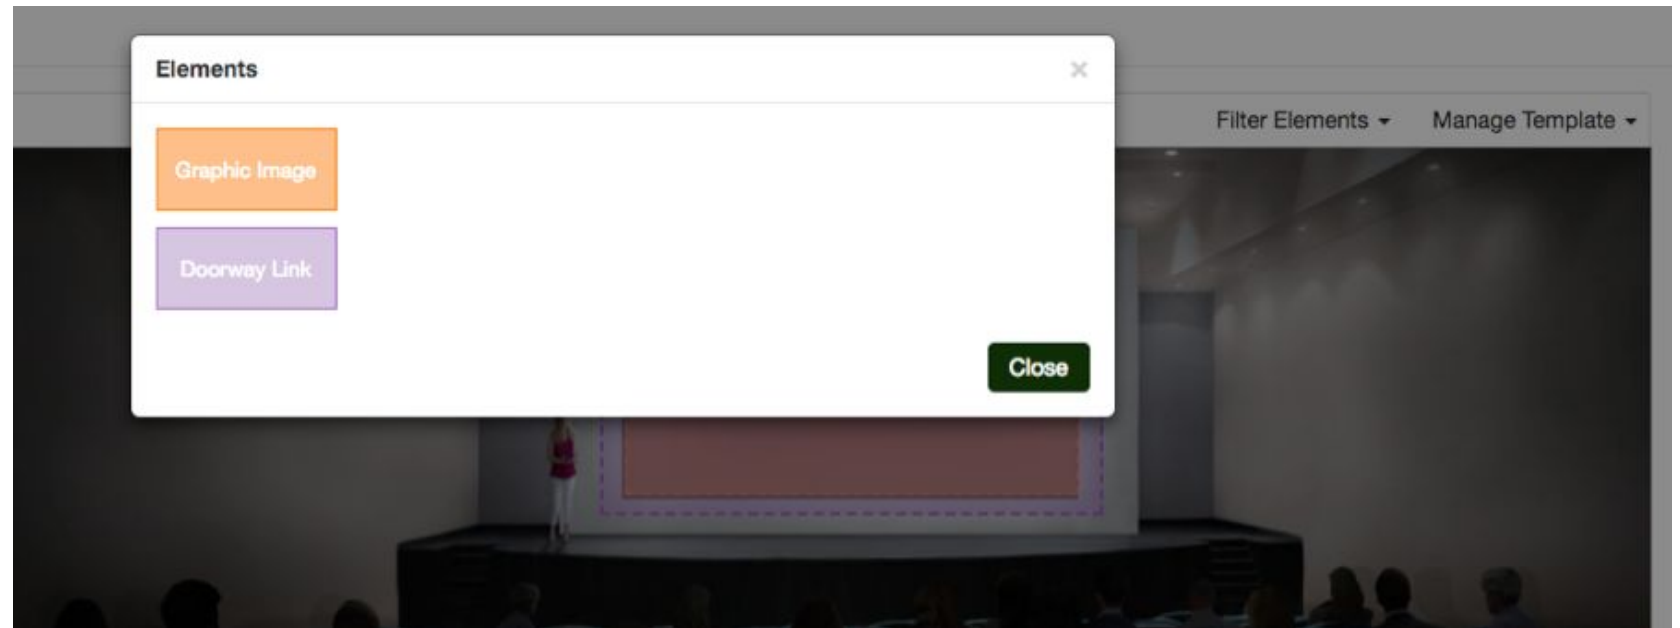 Elements
×
Filter Elements
Manage Template
Graphic Image
Doorway Link
Close